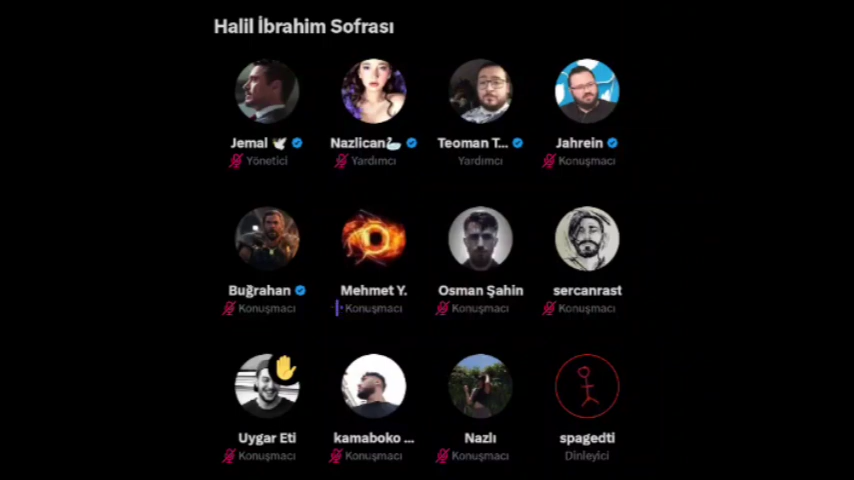 Halil İbrahim Sofrası
Jemal Nazlıcan Teoman T... Jahrein
Yönetici Yardımcı Yardımcı Konuşmacı
Buğrahan Mehmet Y. Osman Şahin sercanrast
Konuşmacı Konuşmacı Konuşmacı Konuşmacı
Uygar Eti kamaboko ... Nazlı spagedti
Konuşmacı Konuşmacı Konuşmacı Dinleyici